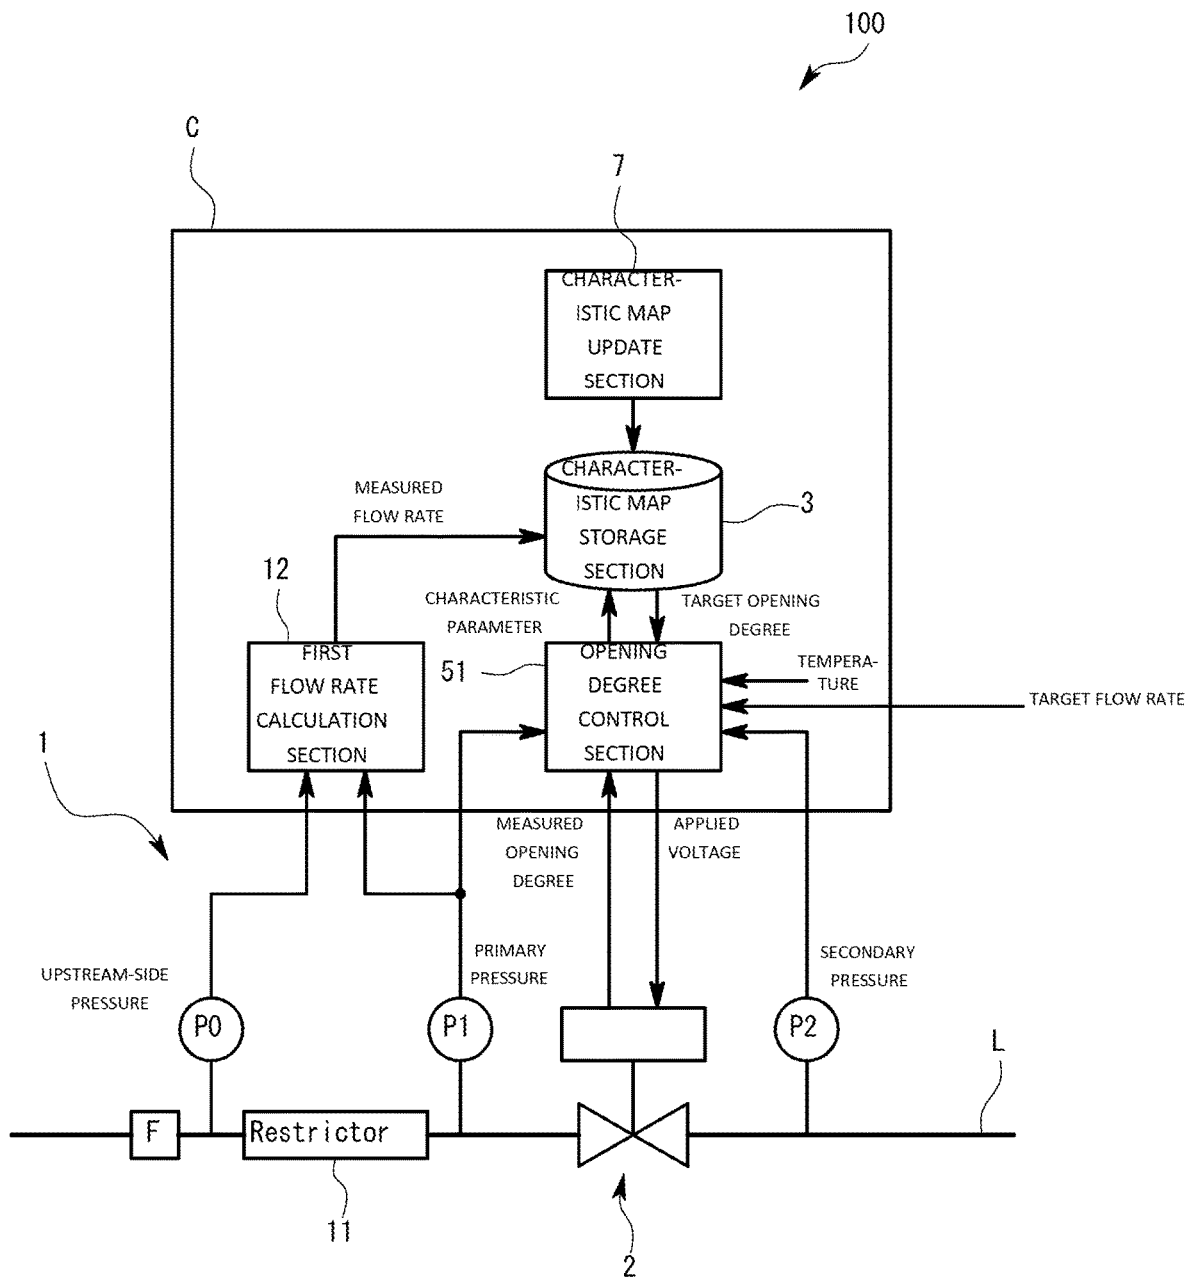 100
C
7
CHARACTER-
ISTIC MAP
UPDATE
SECTION
CHARACTER-
ISTIC MAP
STORAGE
SECTION
3
MEASURED
FLOW RATE
12
CHARACTERISTIC
PARAMETER
TARGET OPENING
DEGREE
FIRST
FLOW RATE
CALCULATION
SECTION
51
OPENING
DEGREE
CONTROL
SECTION
TEMPERA-
TURE
TARGET FLOW RATE
1
MEASURED
OPENING
DEGREE
APPLIED
VOLTAGE
UPSTREAM-SIDE
PRESSURE
PRIMARY
PRESSURE
SECONDARY
PRESSURE
P0
P1
P2
L
F
Restrictor
11
2